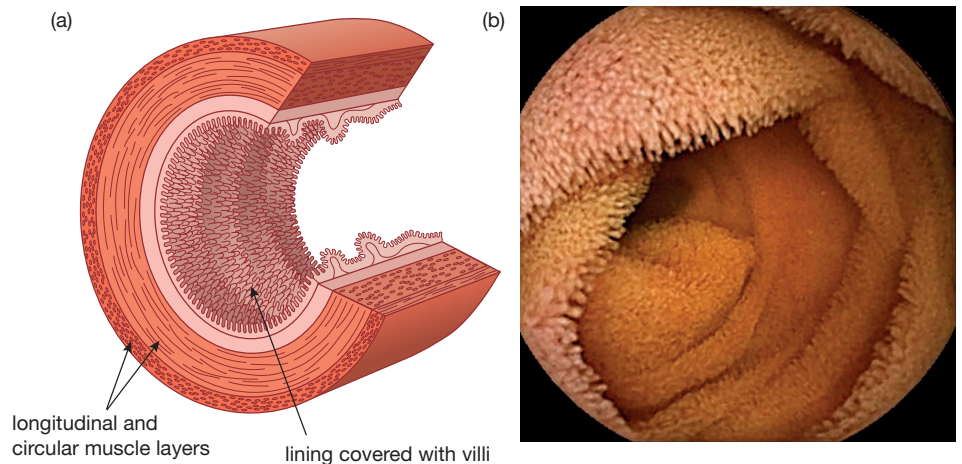 (a)
(b)
longitudinal and
circular muscle layers
lining covered with villi